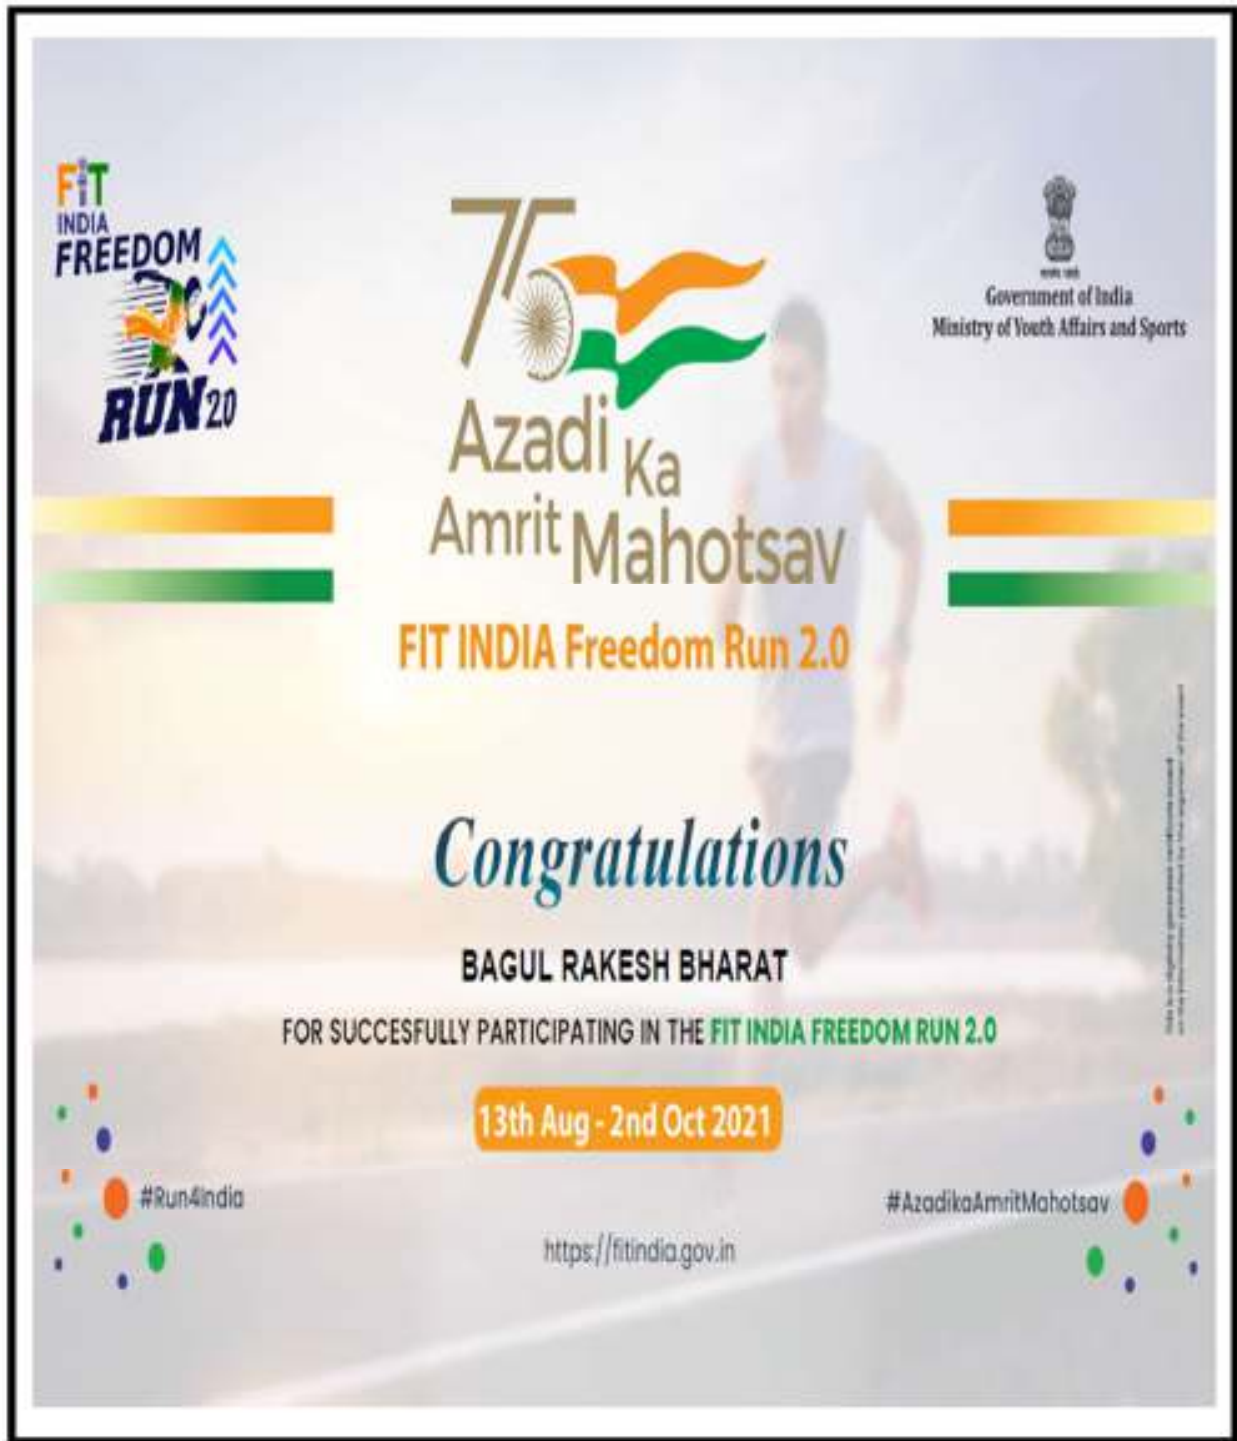 FiT
INDIA
FREEDOM
RUN 2.0
75
Azadi Ka
Amrit Mahotsav
Government of India
Ministry of Youth Affairs and Sports
FIT INDIA Freedom Run 2.0
Congratulations
BAGUL RAKESH BHARAT
FOR SUCCESFULLY PARTICIPATING IN THE FIT INDIA FREEDOM RUN 2.0
13th Aug - 2nd Oct 2021
#Run4India
#AzadikaAmritMahotsav
https://fitindia.gov.in